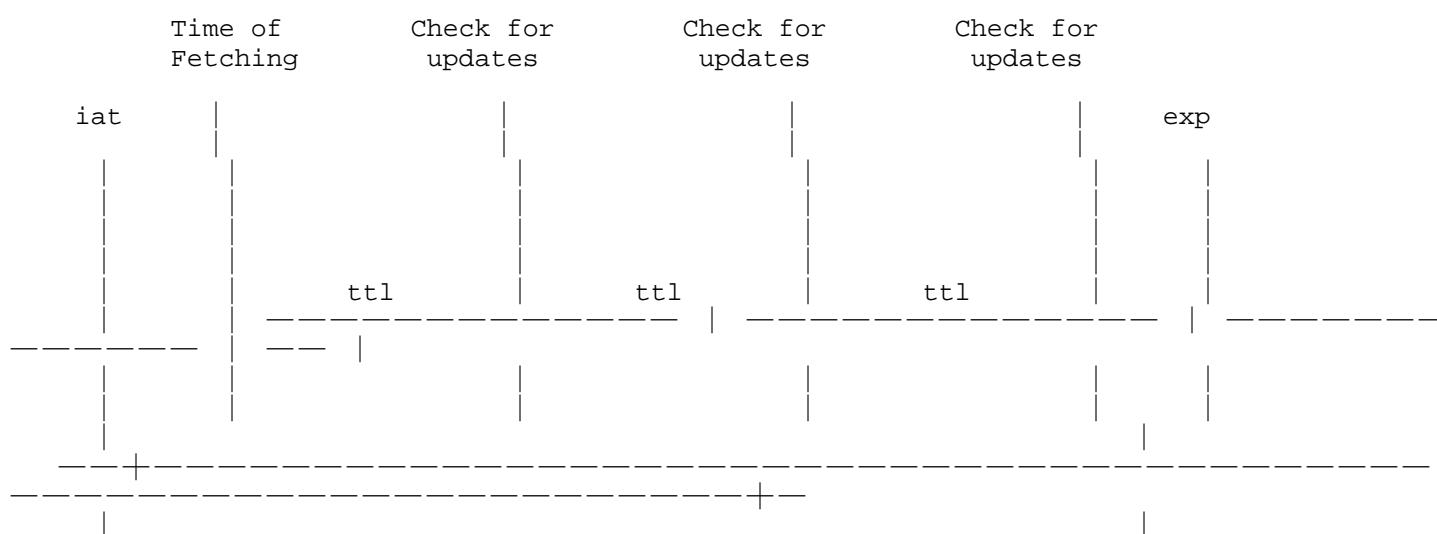 Time of Check for Check for Check for
Fetching updates updates updates
iat exp
ttl ttl ttl